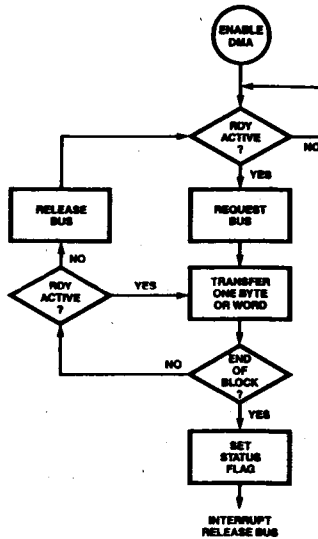 ENABLE
DMA
RDY
ACTIVE
?
NO
YES
RELEASE
BUS
REQUEST
BUS
NO
RDY
ACTIVE
?
YES
TRANSFER
ONE BYTE
OR WORD
NO
END
OF
BLOCK
?
YES
SET
STATUS
FLAG
INTERRUPT
RELEASE BUS